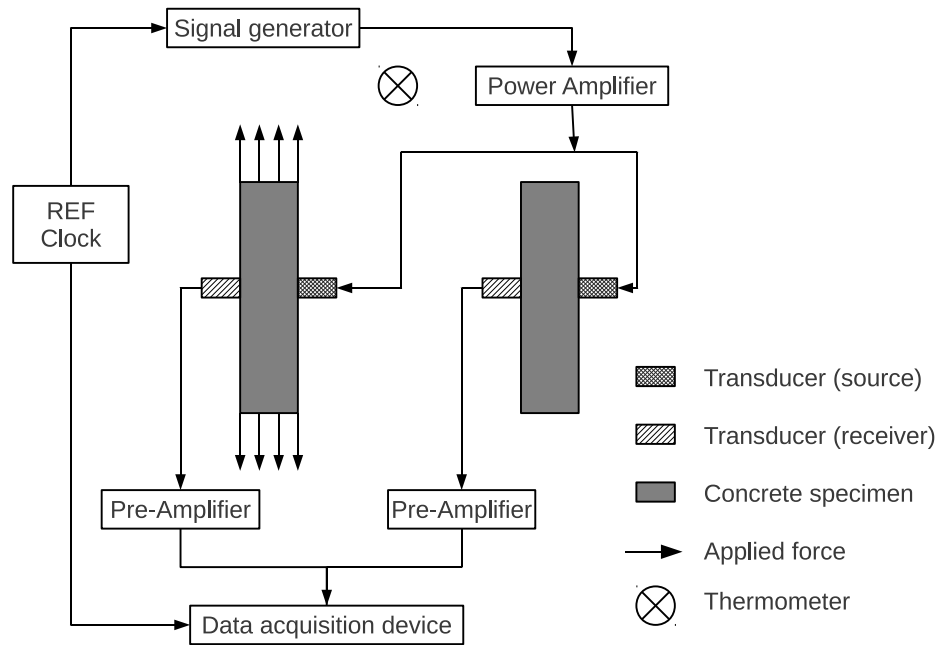 Signal generator
Power Amplifier
REF
Clock
Transducer (source)
Transducer (receiver)
Pre-Amplifier
Pre-Amplifier
Concrete specimen
Applied force
Thermometer
Data acquisition device